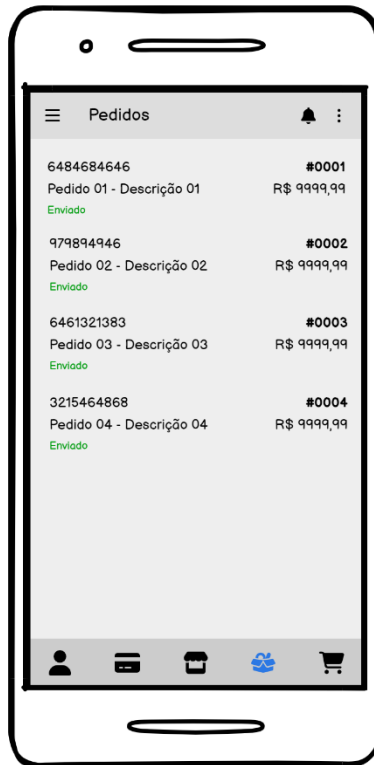 Pedidos
6484684646 #0001
Pedido 01 - Descrição 01 R$ 9999,99
Enviado
979894946 #0002
Pedido 02 - Descrição 02 R$ 9999,99
Enviado
6461321383 #0003
Pedido 03 - Descrição 03 R$ 9999,99
Enviado
3215464868 #0004
Pedido 04 - Descrição 04 R$ 9999,99
Enviado